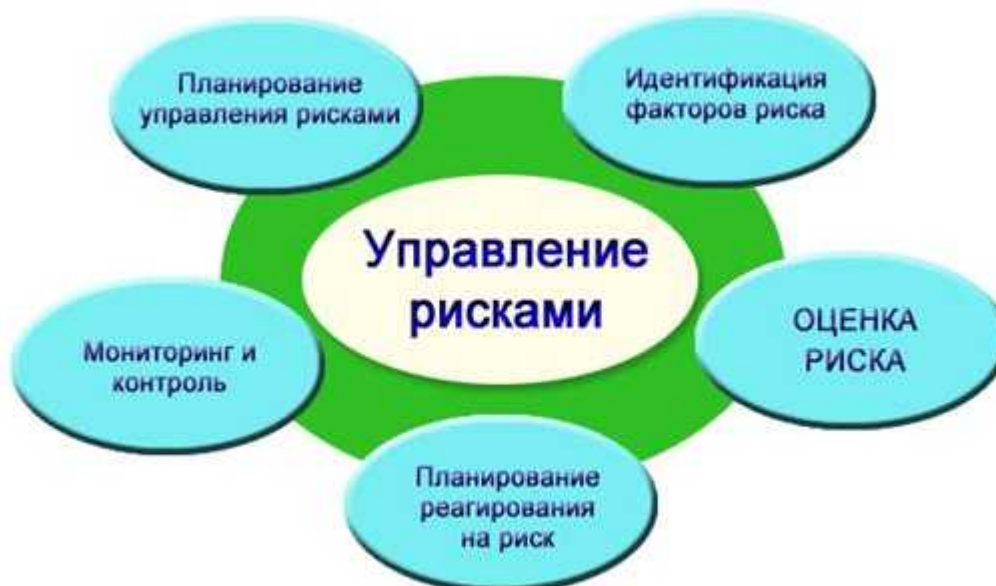 Планирование
управления рисками
Идентификация
факторов риска
Управление
рисками
ОЦЕНКА
РИСКА
Мониторинг и
контроль
Планирование
реагирования
на риск